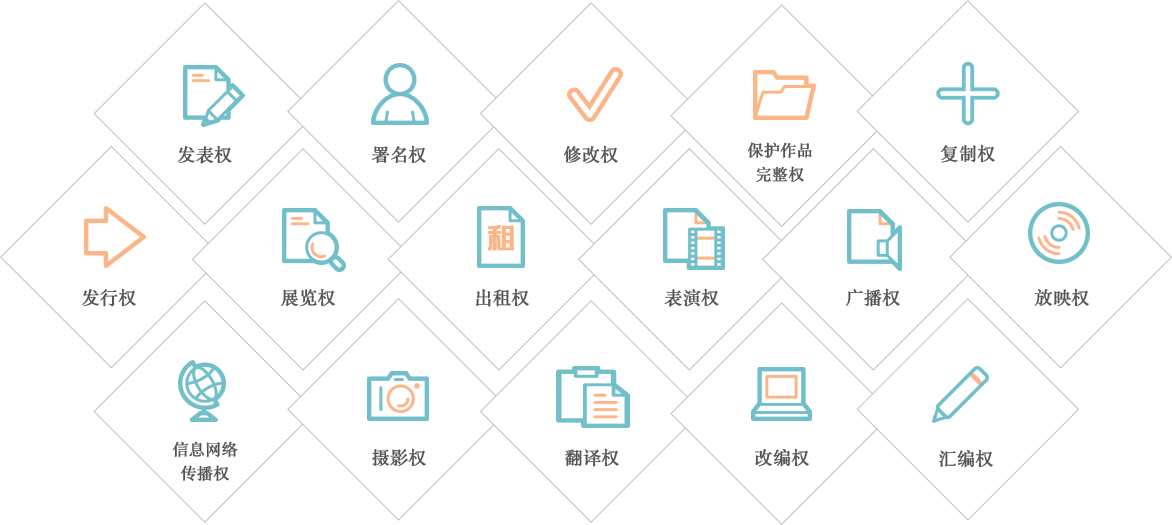 发表权
署名权
修改权
保护作品
完整权
复制权
发行权
展览权
租
出租权
表演权
广播权
放映权
信息网络
传播权
摄影权
翻译权
改编权
汇编权